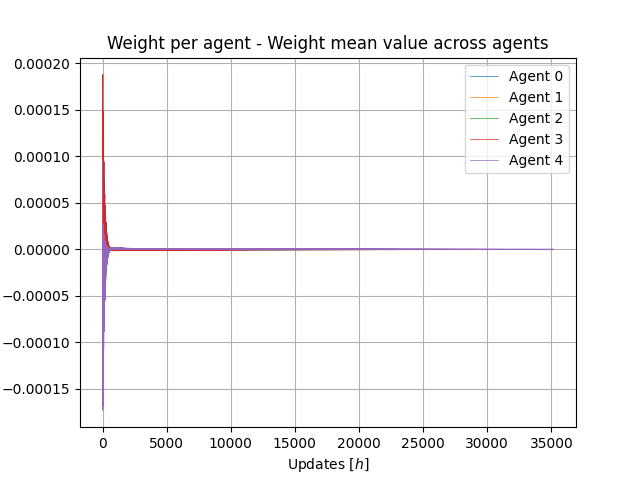 Weight per agent - Weight mean value across agents
0.00020
0.00015
0.00010
0.00005
0.00000
−0.00005
−0.00010
−0.00015
Agent 0
Agent 1
Agent 2
Agent 3
Agent 4
0 5000 10000 15000 20000 25000 30000 35000
Updates [h]